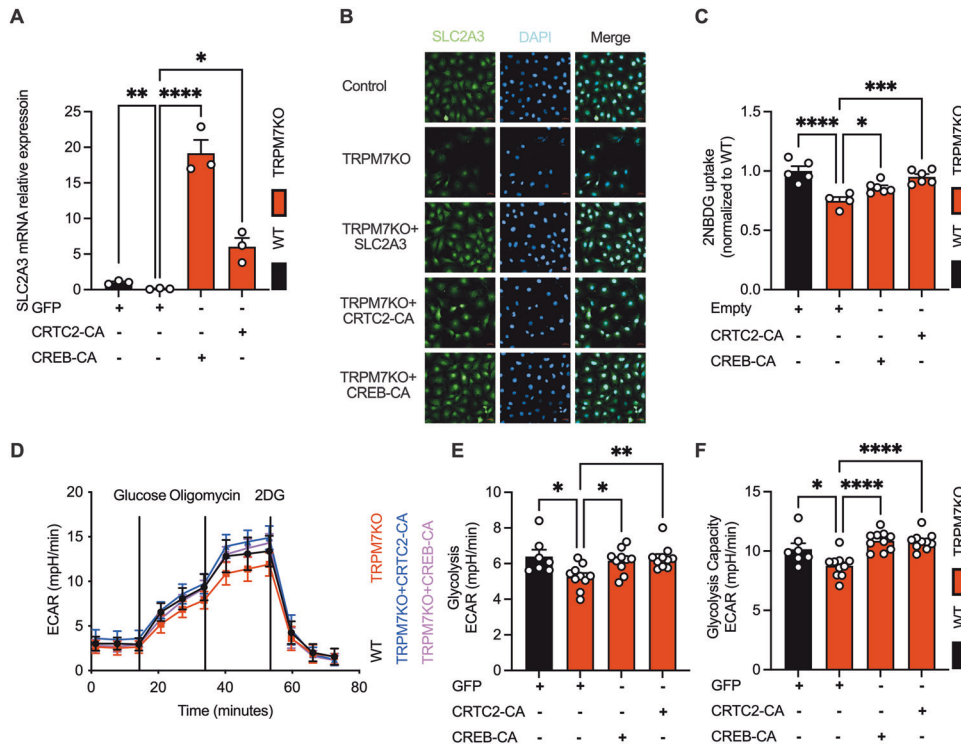 A
SLC2A3 mRNA relative expressoin
25
20
15
10
5
0
** **** *
GFP + + - -
CRTC2-CA - - - +
CREB-CA - - + -
WT TRPM7KO
B
SLC2A3 DAPI Merge
Control
TRPM7KO
TRPM7KO+
SLC2A3
TRPM7KO+
CRTC2-CA
TRPM7KO+
CREB-CA
C
2NBDG uptake
(normalized to WT)
1.5
1.0
0.5
0.0
**** * ***
Empty + + - -
CRTC2-CA - - - +
CREB-CA - - + -
WT TRPM7KO
D
Glucose Oligomycin 2DG
ECAR (mpH/min)
20
15
10
5
0
0 20 40 60 80
Time (minutes)
WT TRPM7KO
TRPM7KO+CRTC2-CA
TRPM7KO+CREB-CA
E
Glycolysis
ECAR (mpH/min)
10
8
6
4
2
0
* * **
GFP + + - -
CRTC2-CA - - - +
CREB-CA - - + -
F
Glycolysis Capacity
ECAR (mpH/min)
15
10
5
0
* **** ****
GFP + + - -
CRTC2-CA - - - +
CREB-CA - - + -
WT TRPM7KO